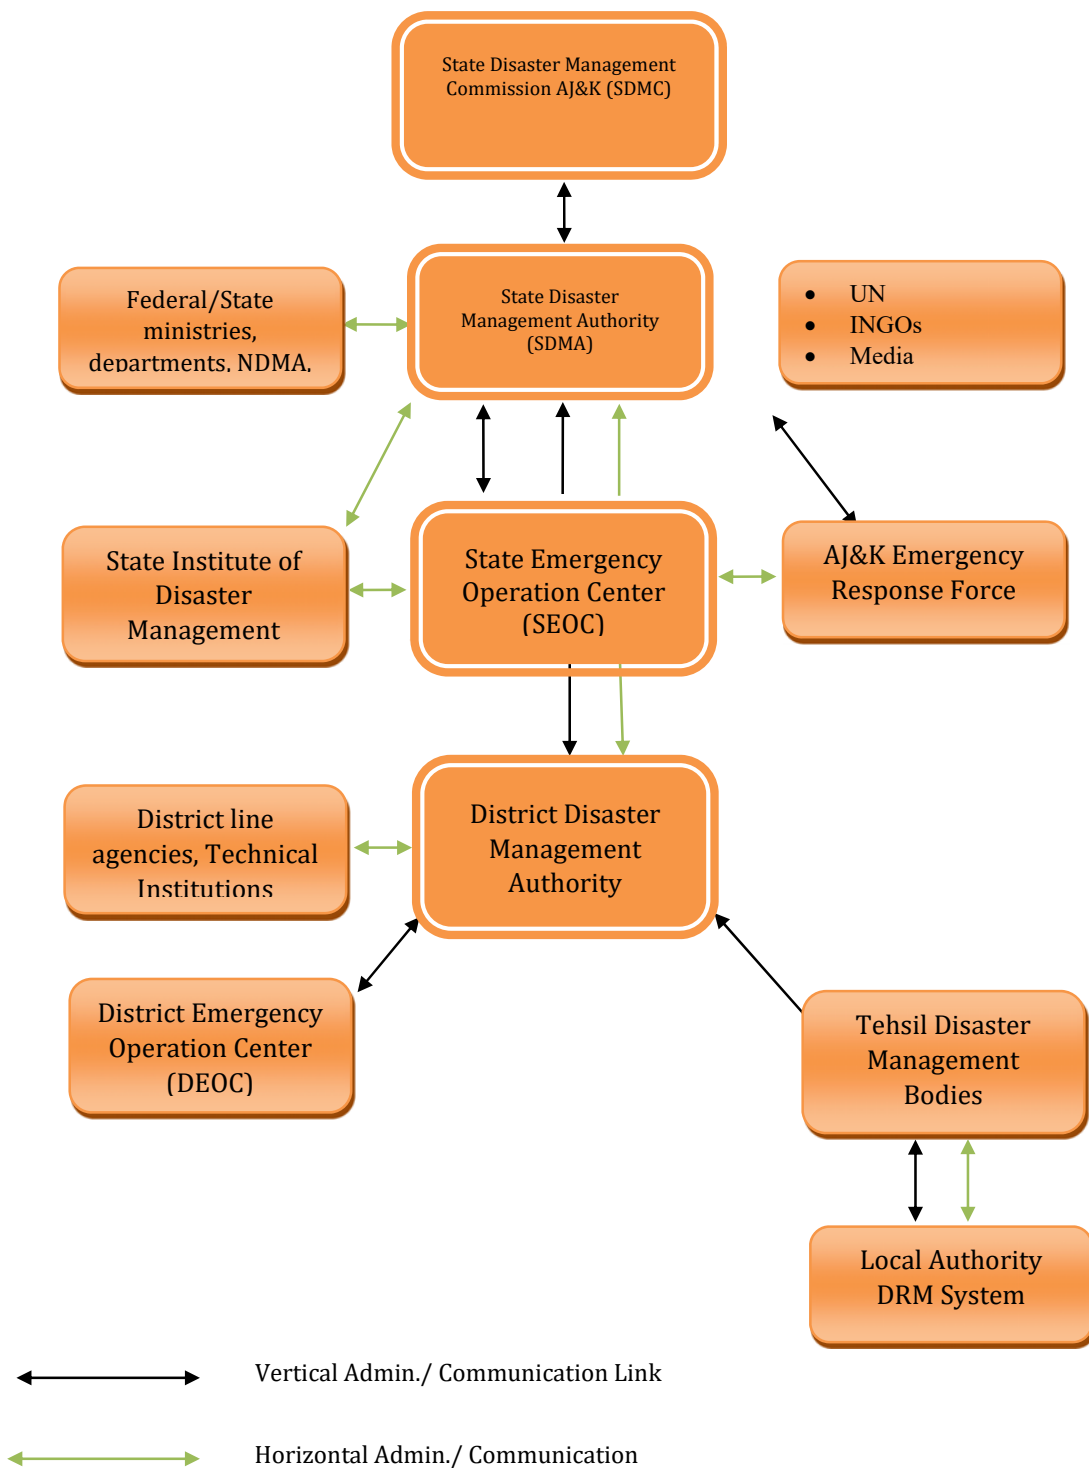 State Disaster Management
Commission AJ&K (SDMC)
State Disaster
Management Authority
(SDMA)
Federal/State
ministries,
departments, NDMA,
• UN
• INGOs
• Media
State Institute of
Disaster
Management
State Emergency
Operation Center
(SEOC)
AJ&K Emergency
Response Force
District line
agencies, Technical
Institutions
District Disaster
Management
Authority
District Emergency
Operation Center
(DEOC)
Tehsil Disaster
Management
Bodies
Local Authority
DRM System
Vertical Admin./ Communication Link
Horizontal Admin./ Communication